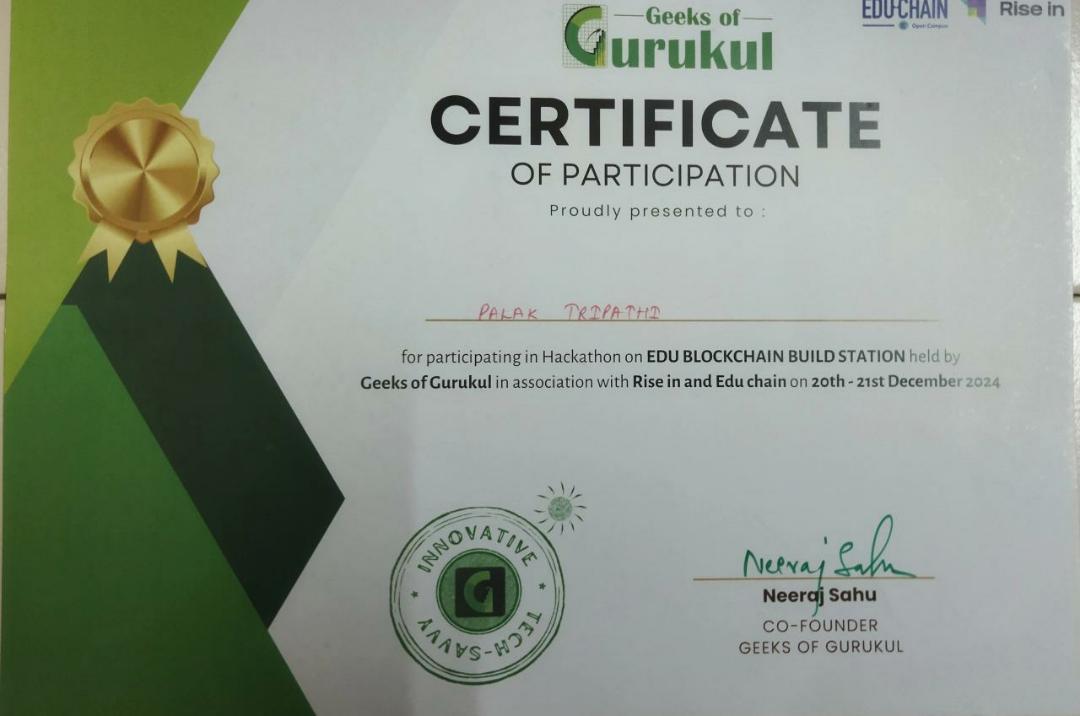 Geeks of
Gurukul
EDU CHAIN
Open Campus
Rise in
CERTIFICATE
OF PARTICIPATION
Proudly presented to :
PALAK TRIPATHI
for participating in Hackathon on EDU BLOCKCHAIN BUILD STATION held by
Geeks of Gurukul in association with Rise in and Edu chain on 20th - 21st December 2024
INNOVATIVE
TECH-SAVVY
G
Neeraj Sahu
Neeraj Sahu
CO-FOUNDER
GEEKS OF GURUKUL